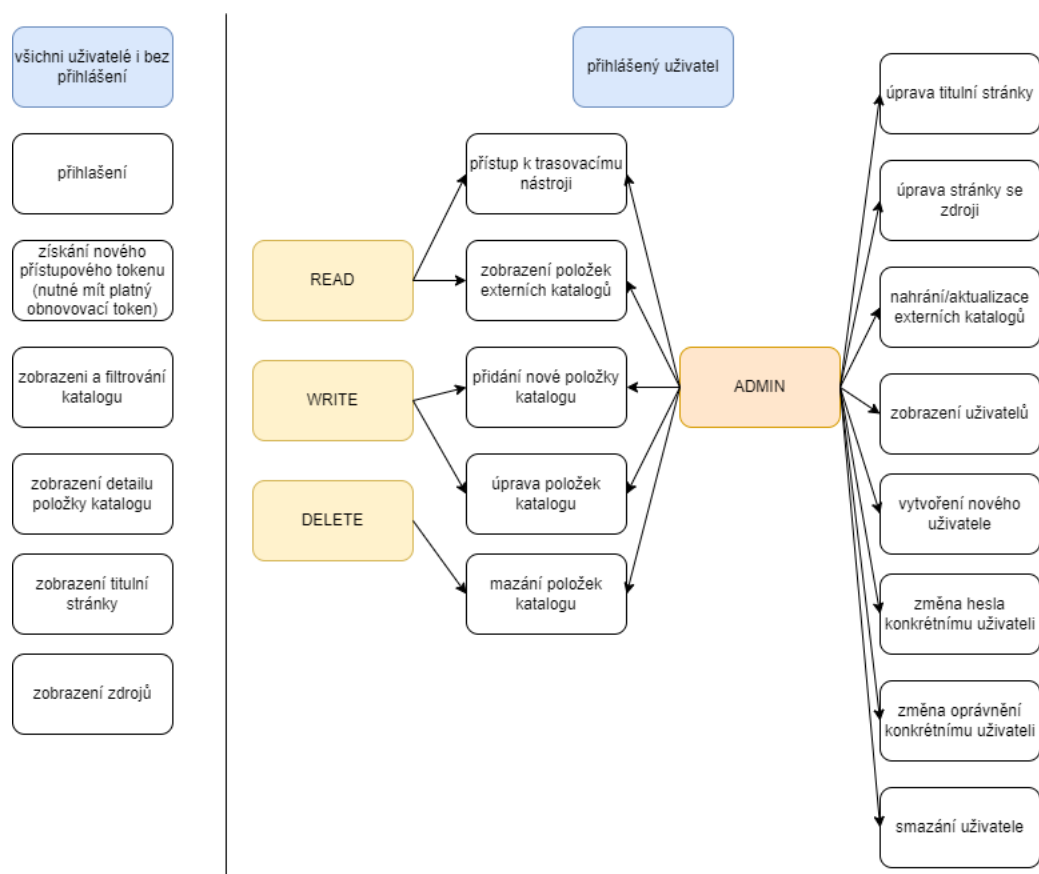 všichni uživatelé i bez
přihlášení
přihlašení
získání nového
přístupového tokenu
(nutné mít platný
obnovovací token)
zobrazeni a filtrování
katalogu
zobrazení detailu
položky katalogu
zobrazení titulní
stránky
zobrazení zdrojů
přihlášený uživatel
READ
WRITE
DELETE
přístup k trasovacímu
nástroji
zobrazení položek
externích katalogů
přidání nové položky
katalogu
úprava položek
katalogu
mazání položek
katalogu
ADMIN
úprava titulní stránky
úprava stránky se
zdroji
nahrání/aktualizace
externích katalogů
zobrazení uživatelů
vytvoření nového
uživatele
změna hesla
konkrétnímu uživateli
změna oprávnění
konkrétnímu uživateli
smazání uživatele